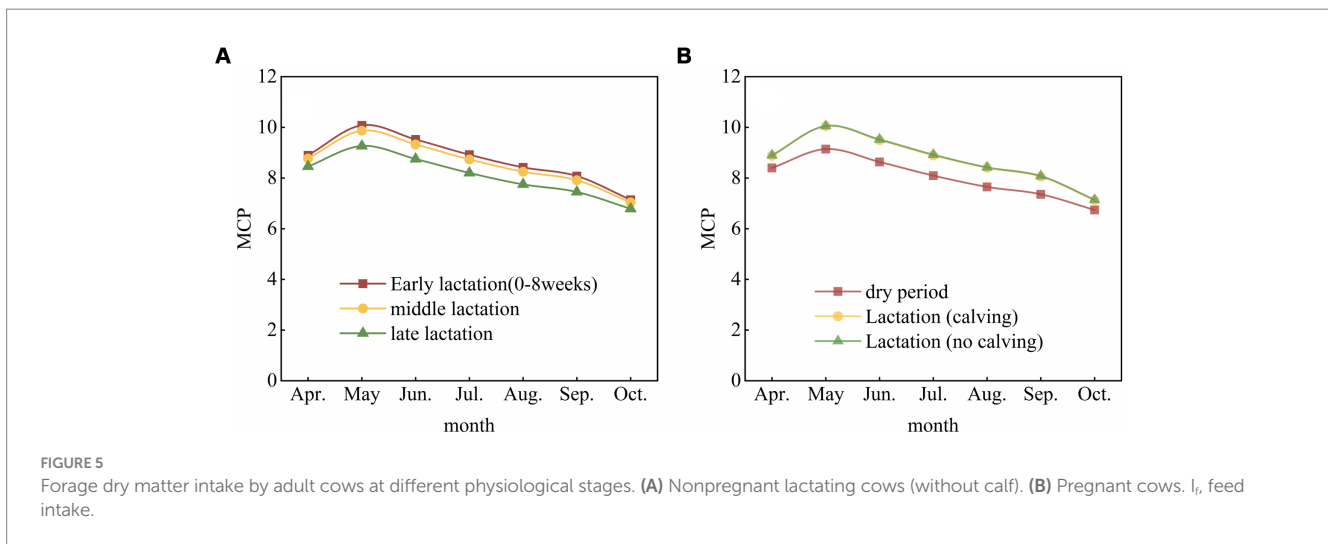 A
12
10
8
6
4
2
0
MCP
Early lactation(0-8weeks)
middle lactation
late lactation
Apr. May Jun. Jul. Aug. Sep. Oct.
month
B
12
10
8
6
4
2
0
MCP
dry period
Lactation (calving)
Lactation (no calving)
Apr. May Jun. Jul. Aug. Sep. Oct.
month
FIGURE 5
Forage dry matter intake by adult cows at different physiological stages. (A) Nonpregnant lactating cows (without calf). (B) Pregnant cows. If, feed
intake.